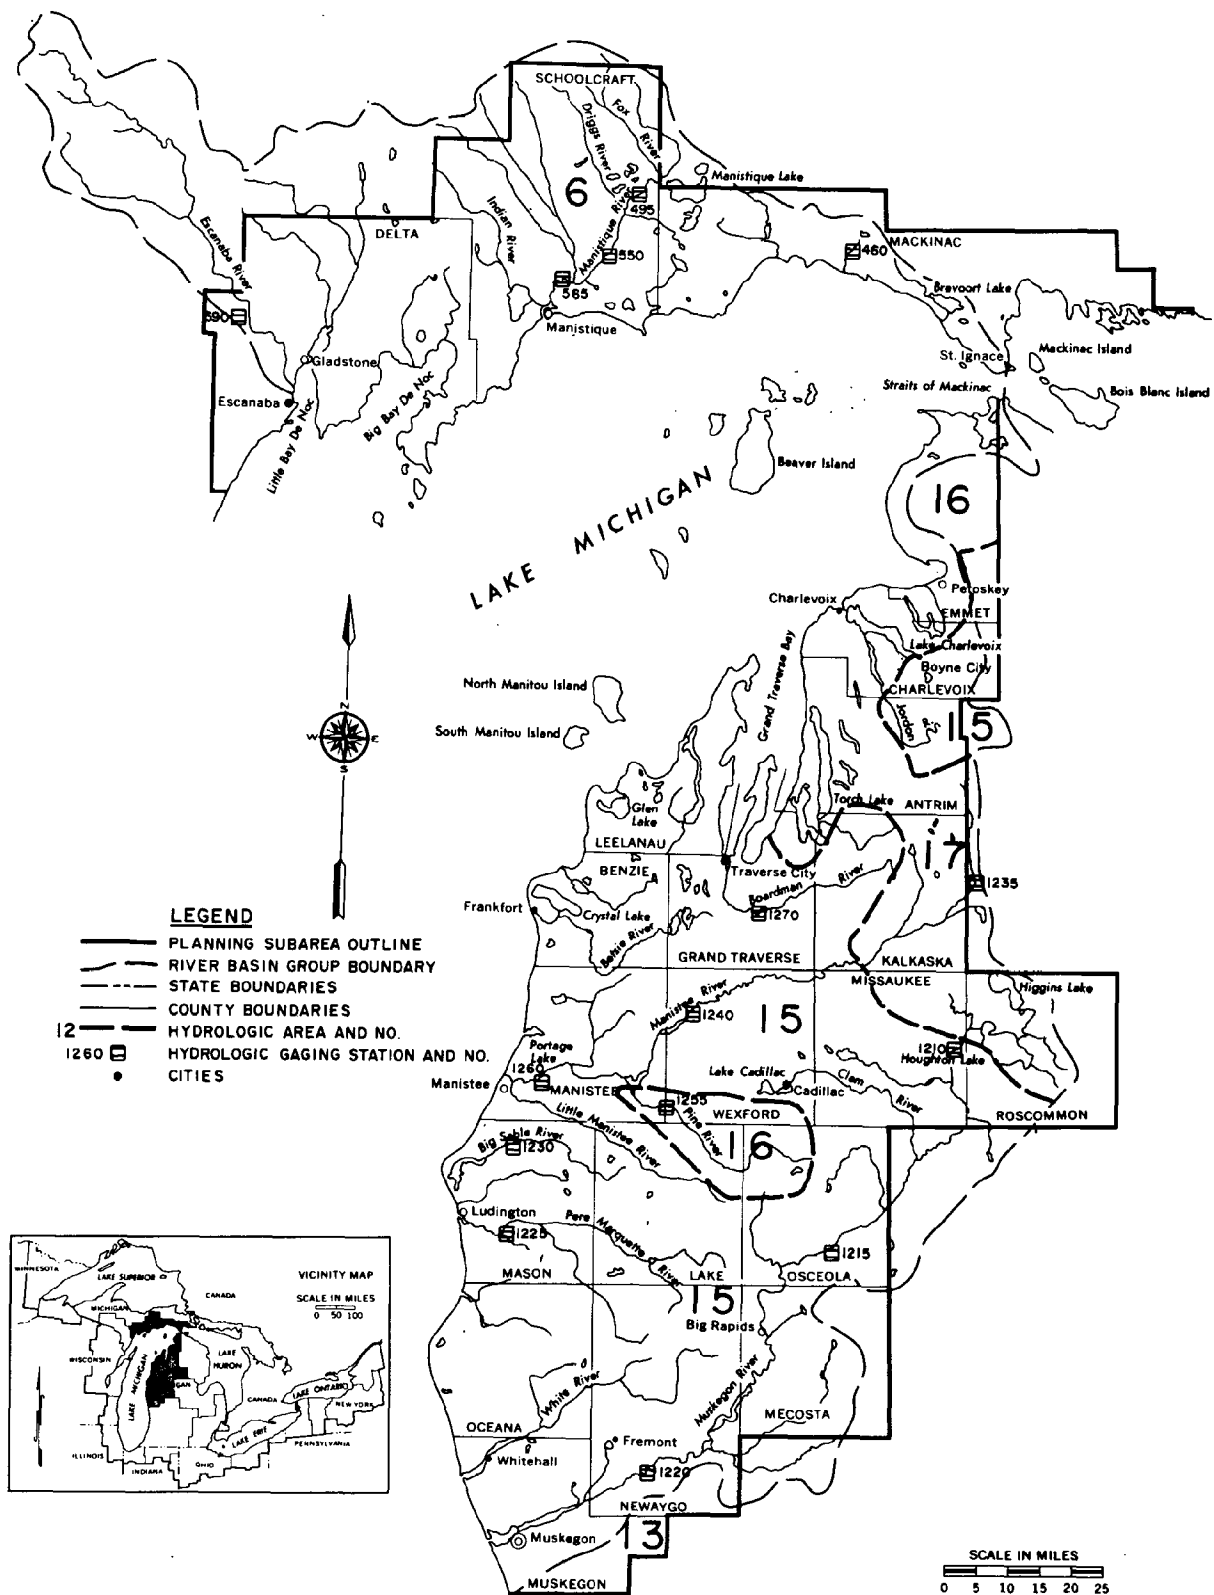 SCHOOLCRAFT
Fox River
Driggs River
Manistique Lake
6
495
Indian River
Manistique River
DELTA
Escanaba River
550
460
MACKINAC
585
Brevoort Lake
Manistique
Gladstone
St. Ignace
Mackinac Island
Straits of Mackinac
Bois Blanc Island
Escanaba
Big Bay De Noc
Little Bay De Noc
Beaver Island
LAKE MICHIGAN
16
Petoskey
Charlevoix
EMMET
Lake Charlevoix
Boyne City
CHARLEVOIX
Grand Traverse Bay
North Manitou Island
Jordon R.
15
South Manitou Island
N
W E
S
Torch Lake
ANTRIM
Glen Lake
LEELANAU
17
BENZIE
Traverse City
Boardman River
1235
Frankfort
Crystal Lake
1270
Betsie River
GRAND TRAVERSE
KALKASKA
MISSAUKEE
Higgins Lake
LEGEND
PLANNING SUBAREA OUTLINE
RIVER BASIN GROUP BOUNDARY
STATE BOUNDARIES
COUNTY BOUNDARIES
12 HYDROLOGIC AREA AND NO.
1260 HYDROLOGIC GAGING STATION AND NO.
CITIES
Manistee River
1240
15
Portage Lake
1210
Houghton Lake
1260
Manistee
MANISTEE
Lake Cadillac
Cadillac
Clam River
1255
WEXFORD
ROSCOMMON
Little Manistee River
Pine River
16
Big Sable River
1230
Ludington
1225
Pere Marquette River
1215
MASON
LAKE
OSCEOLA
15
Big Rapids
White River
Muskegon River
MECOSTA
OCEANA
Fremont
Whitehall
1220
NEWAYGO
13
Muskegon
MUSKEGON
VICINITY MAP
SCALE IN MILES
0 50 100
MINNESOTA
LAKE SUPERIOR
CANADA
MICHIGAN
WISCONSIN
LAKE MICHIGAN
LAKE HURON
CANADA
LAKE ONTARIO
NEW YORK
LAKE ERIE
PENNSYLVANIA
ILLINOIS
INDIANA
OHIO
SCALE IN MILES
0 5 10 15 20 25